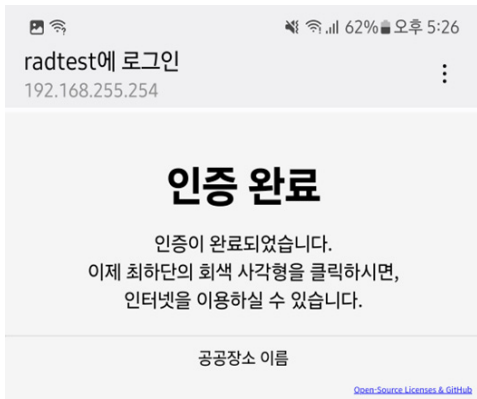 62% 오후 5:26
radtest에 로그인
192.168.255.254
인증 완료
인증이 완료되었습니다.
이제 최하단의 회색 사각형을 클릭하시면,
인터넷을 이용하실 수 있습니다.
공공장소 이름
Open-Source Licenses & GitHub